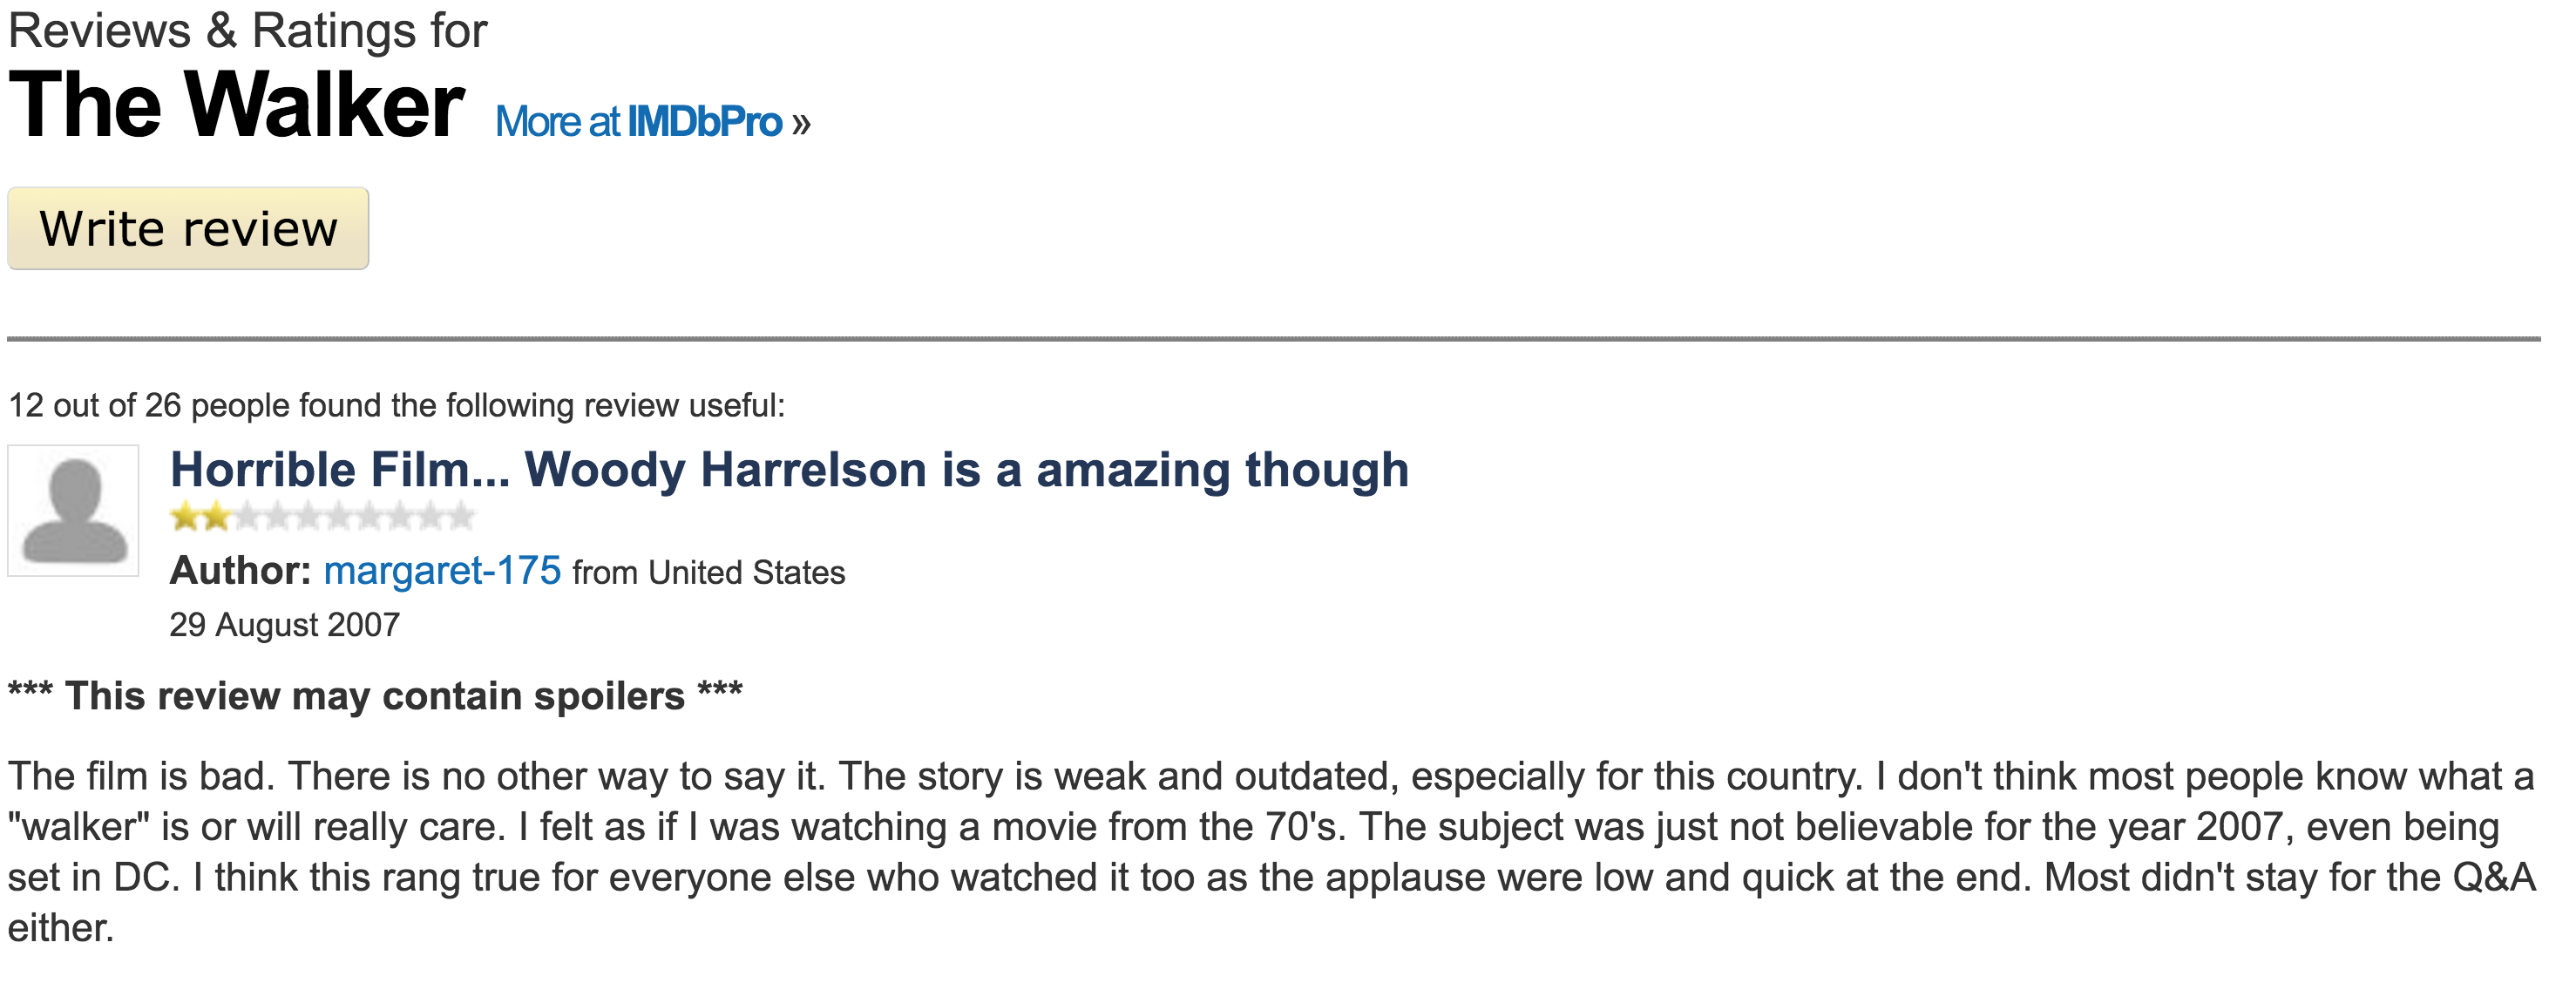 Reviews & Ratings for
The Walker More at IMDbPro »
Write review
12 out of 26 people found the following review useful:
Horrible Film... Woody Harrelson is a amazing though
Author: margaret-175 from United States
29 August 2007
*** This review may contain spoilers ***
The film is bad. There is no other way to say it. The story is weak and outdated, especially for this country. I don't think most people know what a
"walker" is or will really care. I felt as if I was watching a movie from the 70's. The subject was just not believable for the year 2007, even being
set in DC. I think this rang true for everyone else who watched it too as the applause were low and quick at the end. Most didn't stay for the Q&A
either.